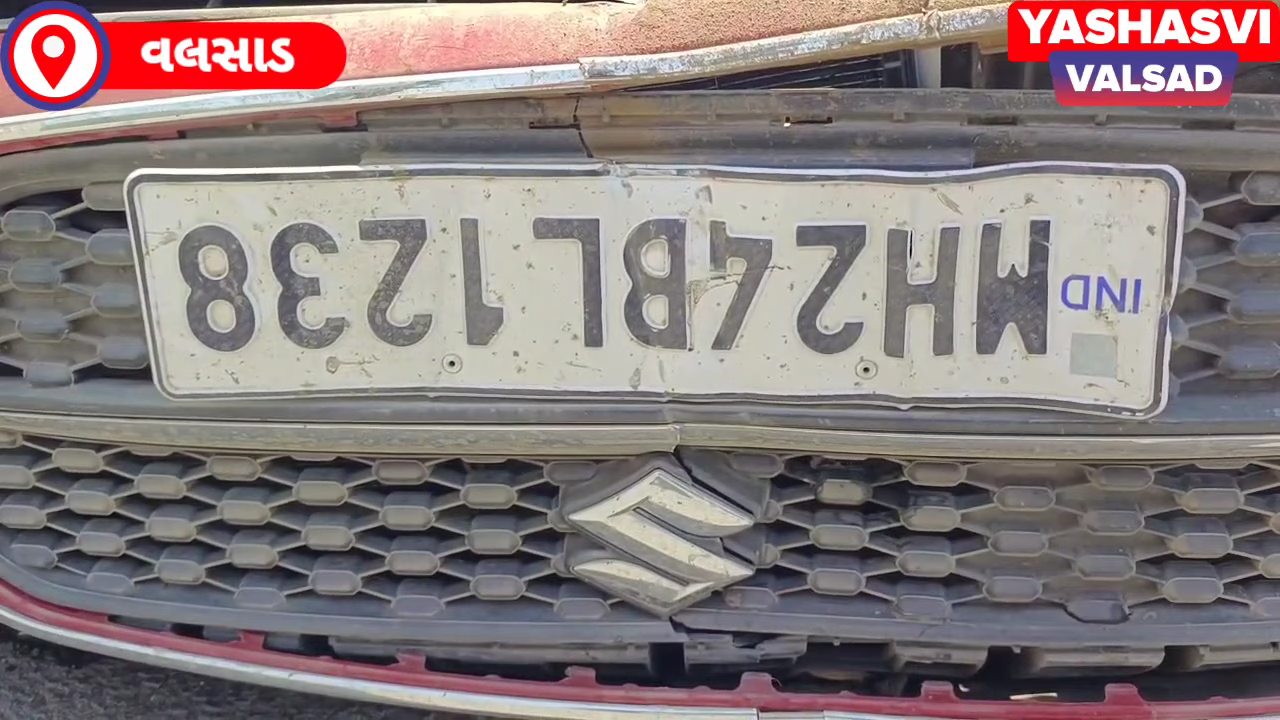 વલસાડ
YASHASVI
VALSAD
MH24BL1238
IND